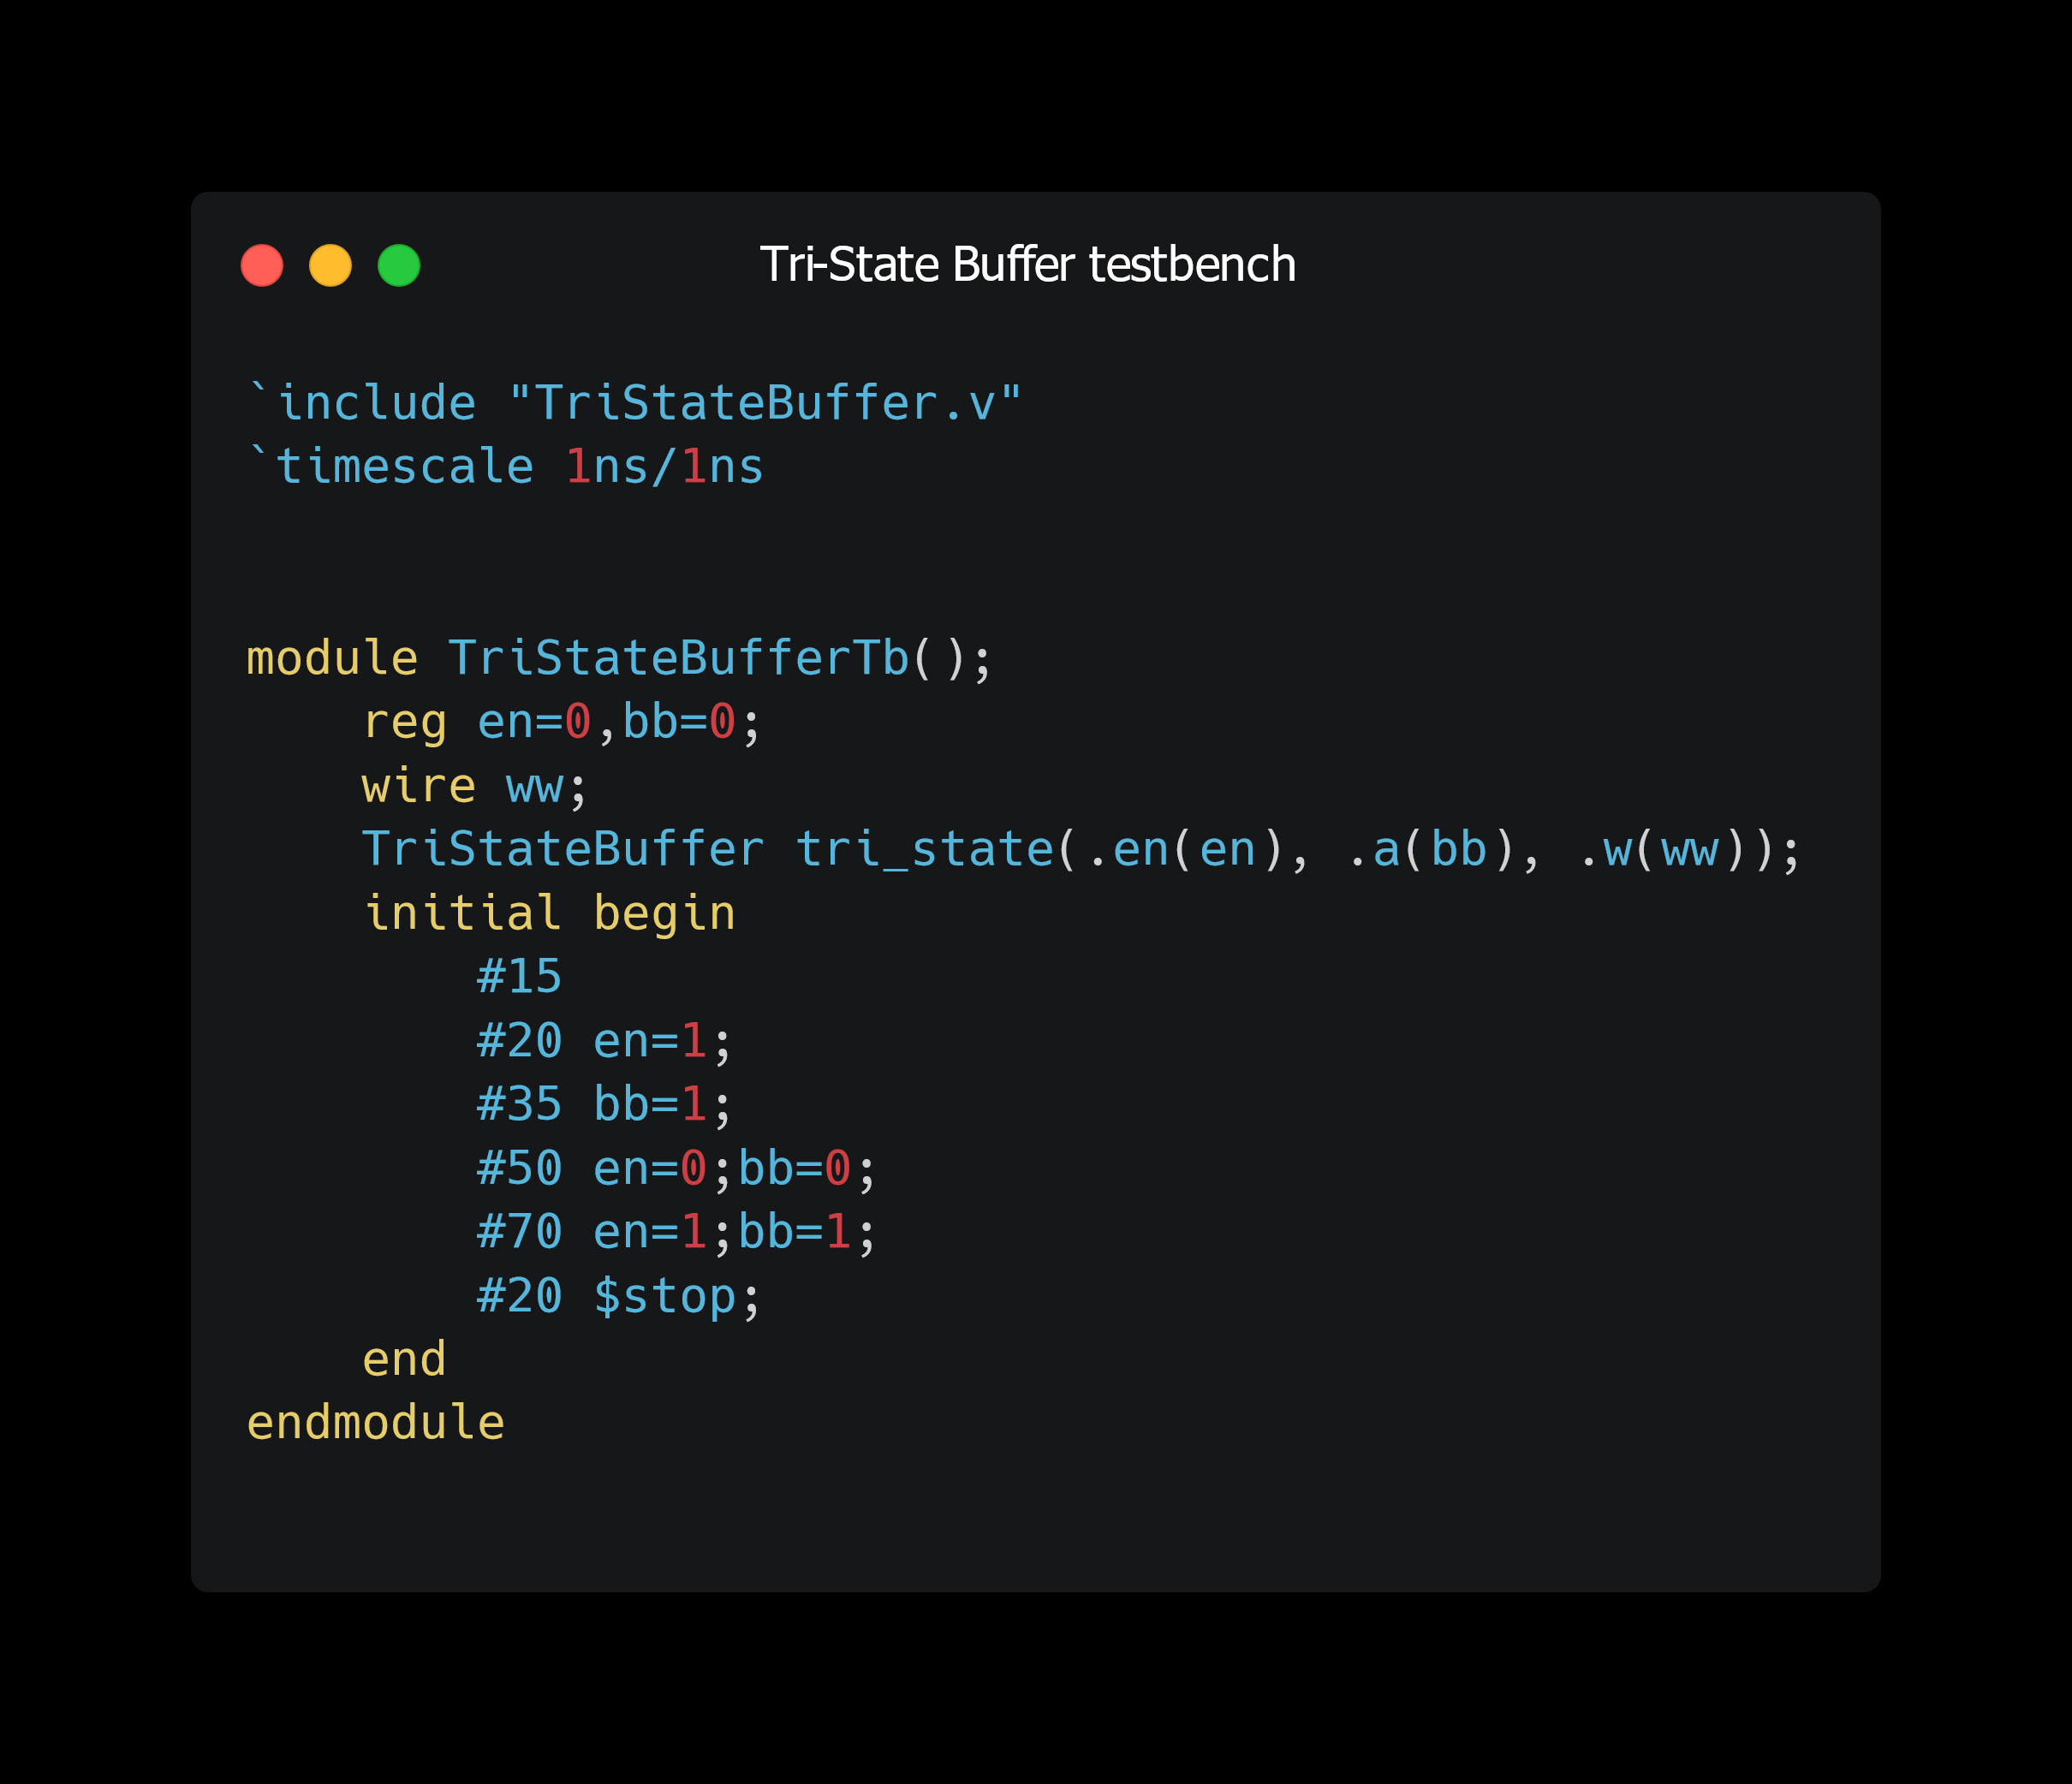 Tri-State Buffer testbench
`include "TriStateBuffer.v"
`timescale 1ns/1ns
module TriStateBufferTb();
    reg en=0,bb=0;
    wire ww;
    TriStateBuffer tri_state(.en(en), .a(bb), .w(ww));
    initial begin
        #15
        #20 en=1;
        #35 bb=1;
        #50 en=0;bb=0;
        #70 en=1;bb=1;
        #20 $stop;
    end
endmodule